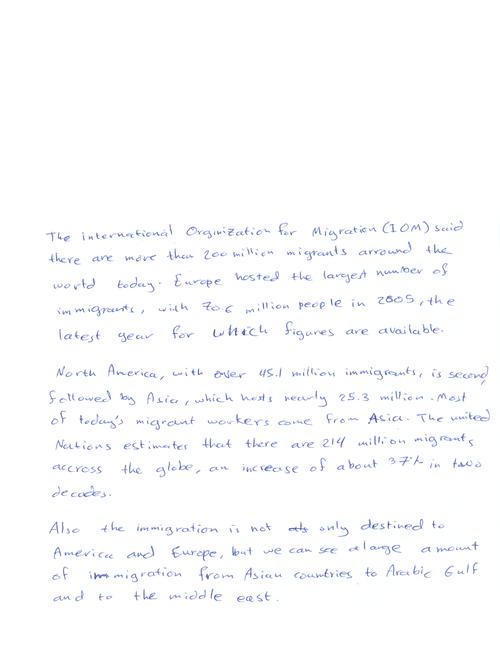 The international Orginization for Migration (IOM) said
there are more than 200 million migrants arround the
world today. Europe hosted the largest number of
immigrants, with 70.6 million people in 2005, the
latest year for which figures are available.
North America, with over 45.1 million immigrants, is second,
followed by Asia, which hosts nearly 25.3 million. Most
of today's migrant workers come from Asia. The united
Nations estimates that there are 214 million migrants
accross the globe, an increase of about 37% in two
decades.
Also the immigration is not only destined to
America and Europe, but we can see a large amount
of immigration from Asian countries to Arabic Gulf
and to the middle east.